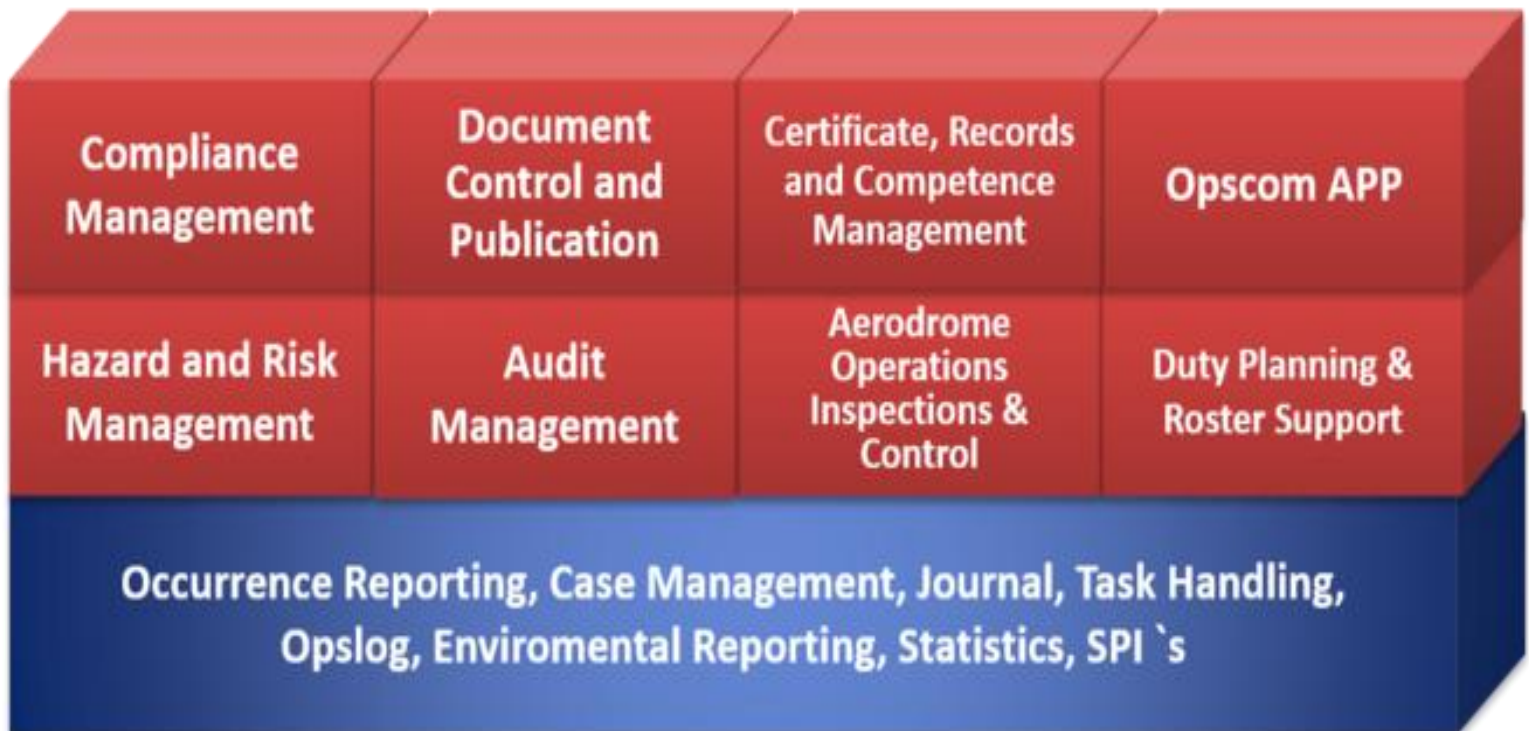 Compliance
Management
Document
Control and
Publication
Certificate, Records
and Competence
Management
Opscom APP
Hazard and Risk
Management
Audit
Management
Aerodrome
Operations
Inspections &
Control
Duty Planning &
Roster Support
Occurrence Reporting, Case Management, Journal, Task Handling,
Opslog, Enviromental Reporting, Statistics, SPI `s